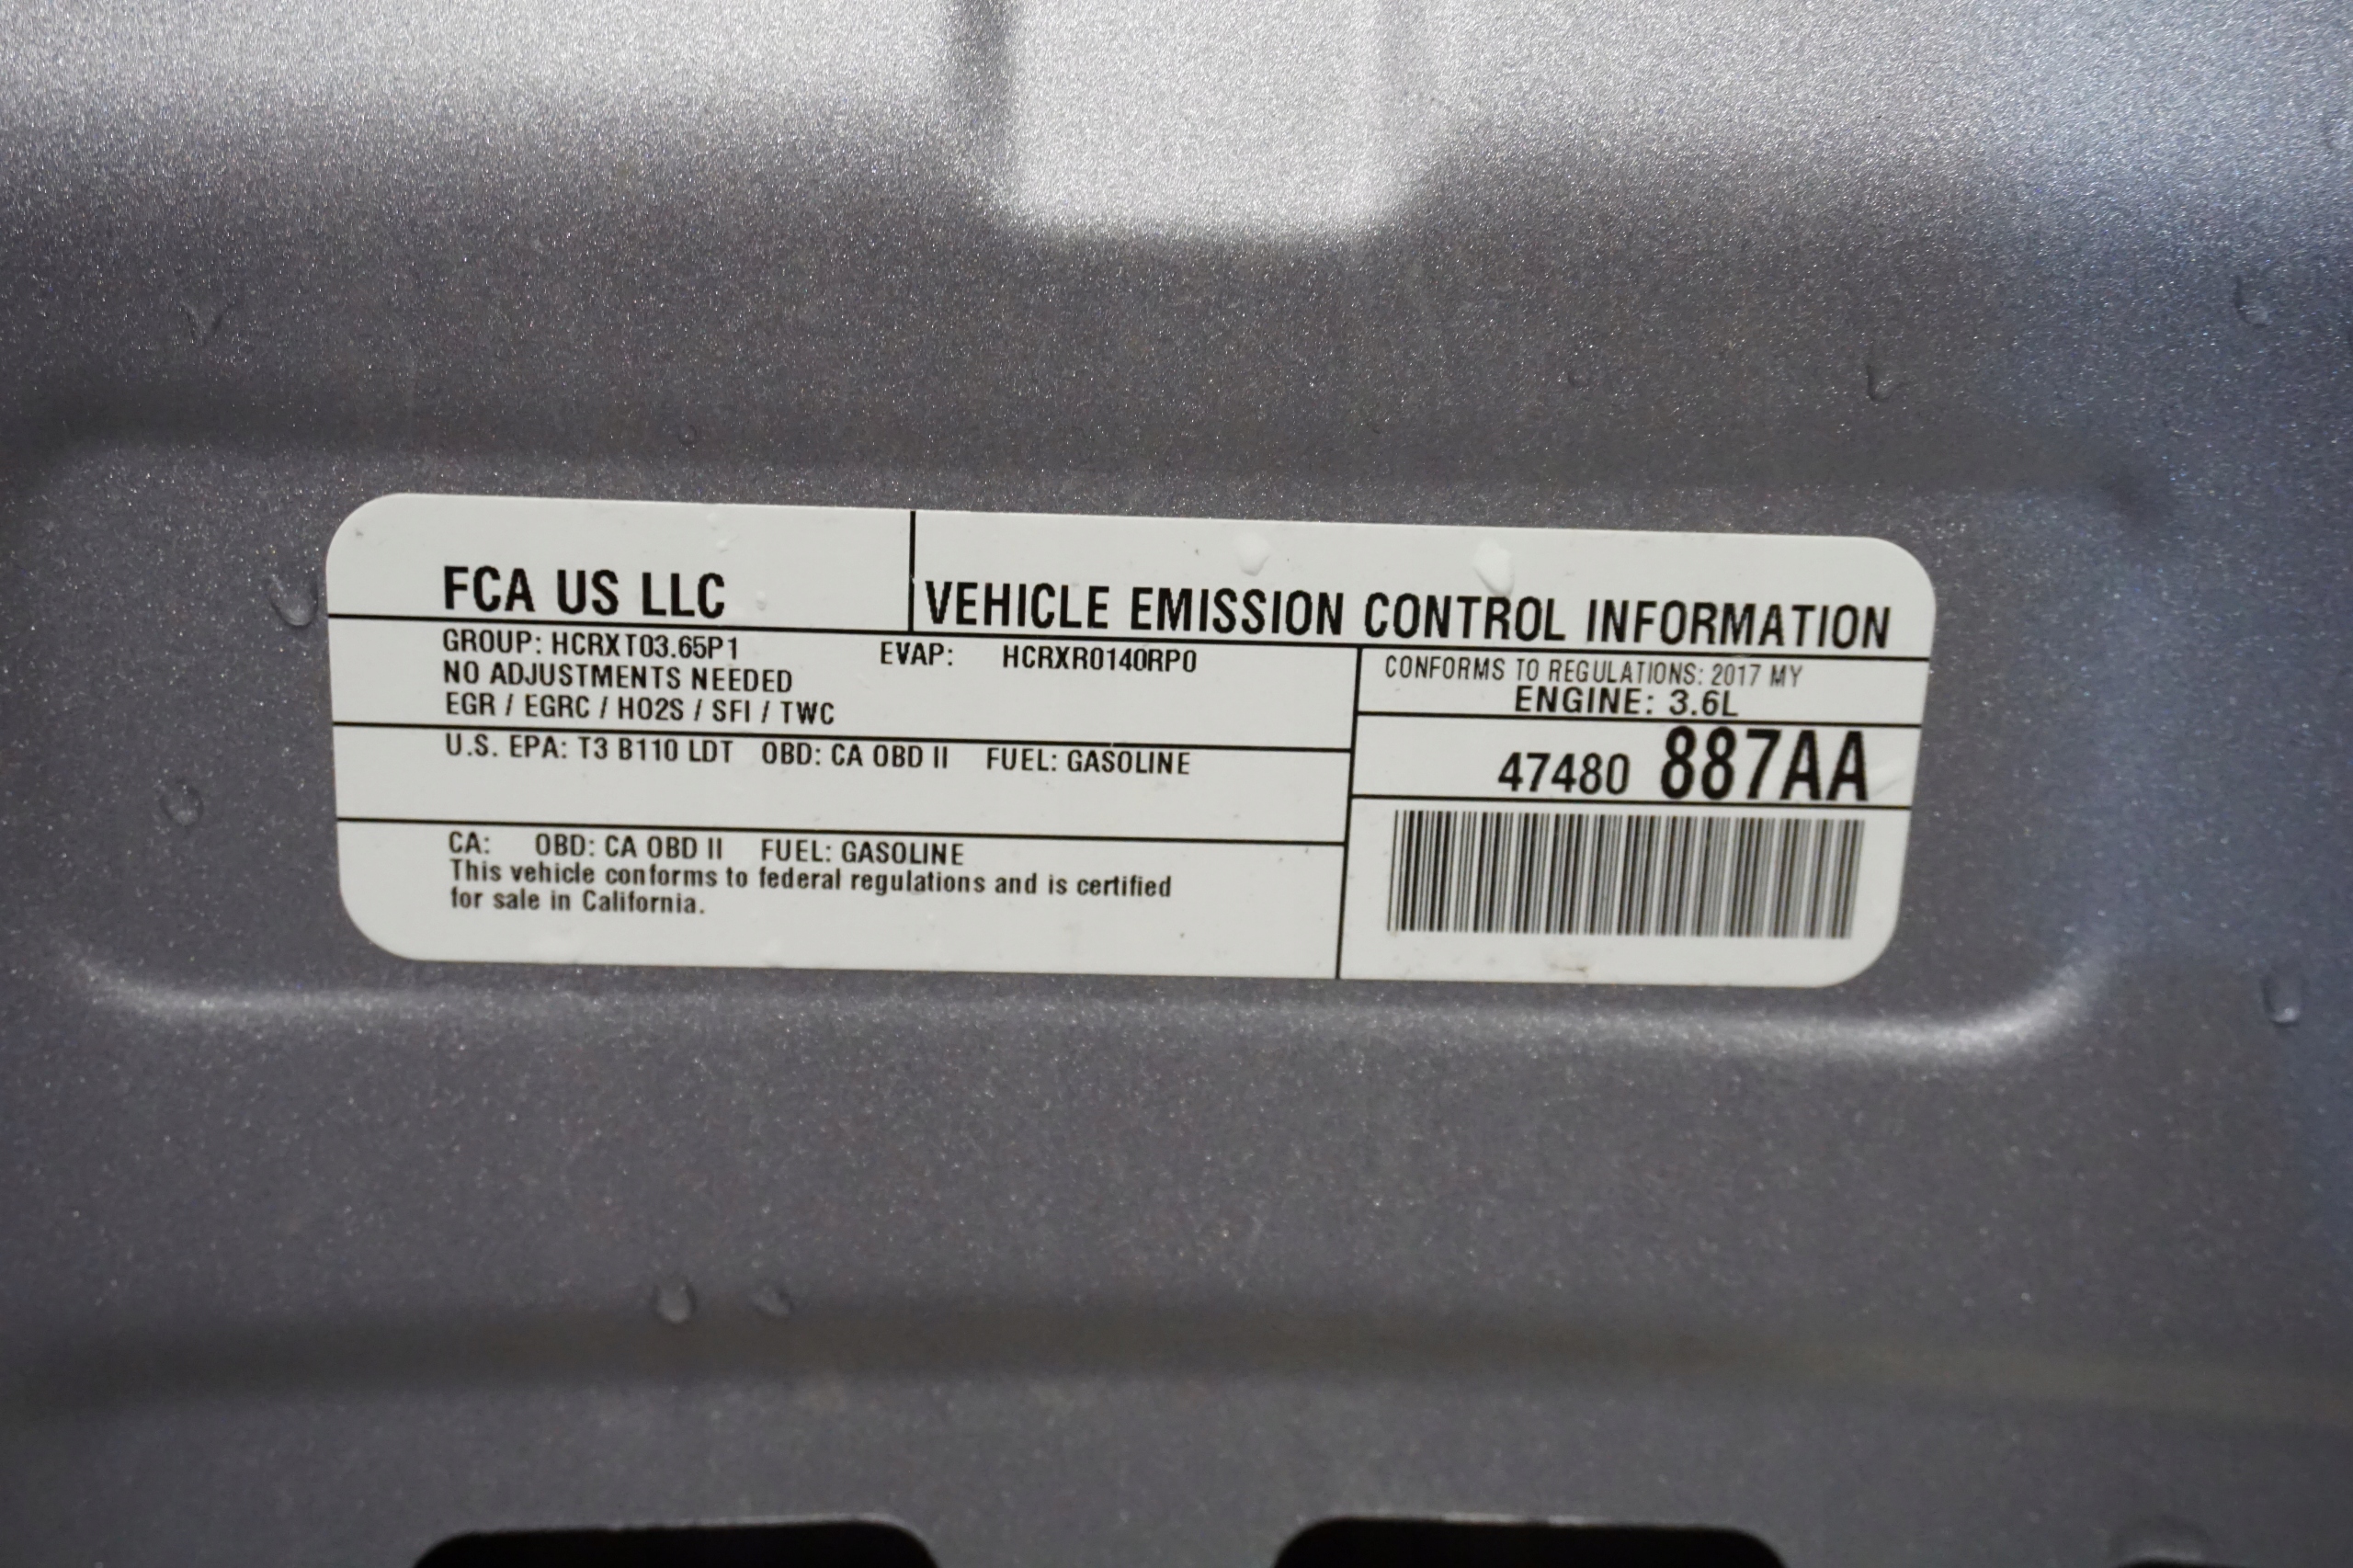 FCA US LLC
VEHICLE EMISSION CONTROL INFORMATION
GROUP: HCRXT03.65P1 EVAP: HCRXR0140RP0
NO ADJUSTMENTS NEEDED
EGR / EGRC / HO2S / SFI / TWC
CONFORMS TO REGULATIONS: 2017 MY
ENGINE: 3.6L
U.S. EPA: T3 B110 LDT OBD: CA OBD II FUEL: GASOLINE
47480 887AA
CA: OBD: CA OBD II FUEL: GASOLINE
This vehicle conforms to federal regulations and is certified
for sale in California.